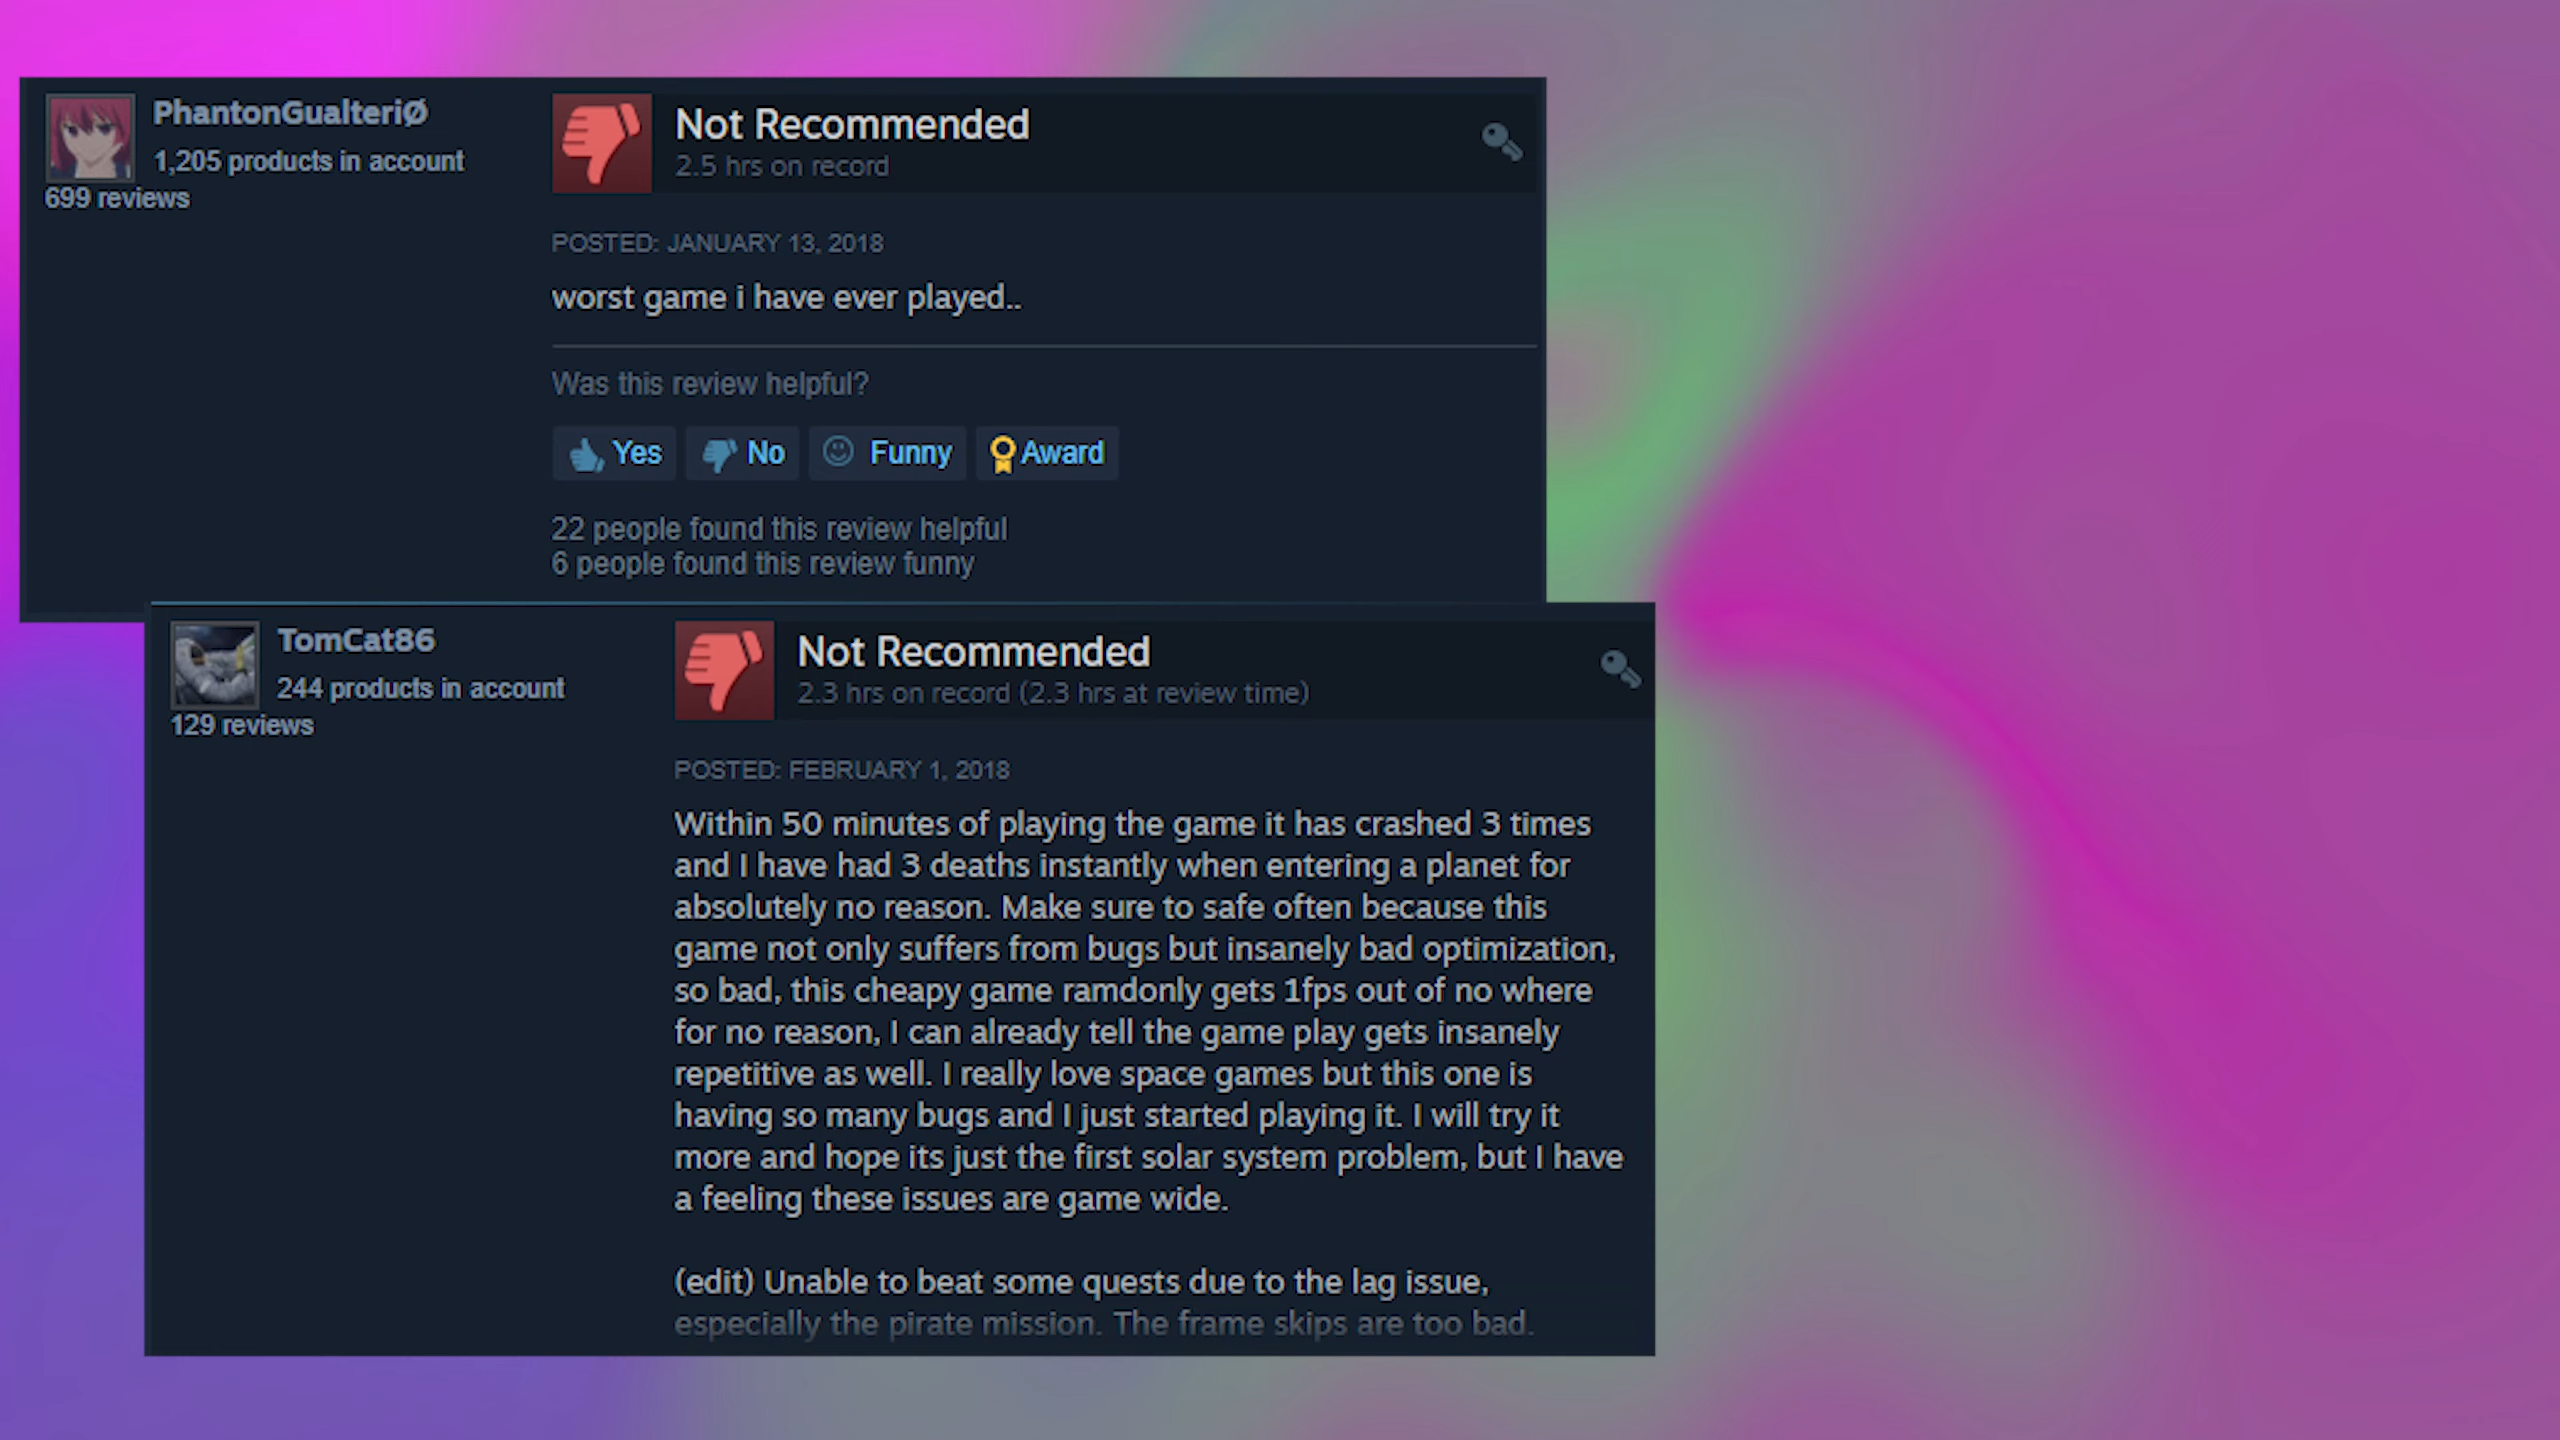 PhantonGualteriØ
1,205 products in account
699 reviews
Not Recommended
2.5 hrs on record
POSTED: JANUARY 13, 2018
worst game i have ever played..
Was this review helpful?
Yes No Funny Award
22 people found this review helpful
6 people found this review funny
TomCat86
244 products in account
129 reviews
Not Recommended
2.3 hrs on record (2.3 hrs at review time)
POSTED: FEBRUARY 1, 2018
Within 50 minutes of playing the game it has crashed 3 times
and I have had 3 deaths instantly when entering a planet for
absolutely no reason. Make sure to safe often because this
game not only suffers from bugs but insanely bad optimization,
so bad, this cheapy game ramdonly gets 1fps out of no where
for no reason, I can already tell the game play gets insanely
repetitive as well. I really love space games but this one is
having so many bugs and I just started playing it. I will try it
more and hope its just the first solar system problem, but I have
a feeling these issues are game wide.
(edit) Unable to beat some quests due to the lag issue,
especially the pirate mission. The frame skips are too bad.